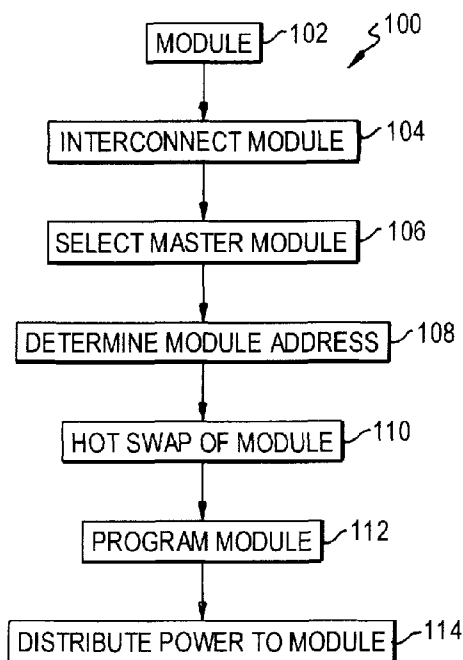 100
MODULE 102
INTERCONNECT MODULE 104
SELECT MASTER MODULE 106
DETERMINE MODULE ADDRESS 108
HOT SWAP OF MODULE 110
PROGRAM MODULE 112
DISTRIBUTE POWER TO MODULE 114